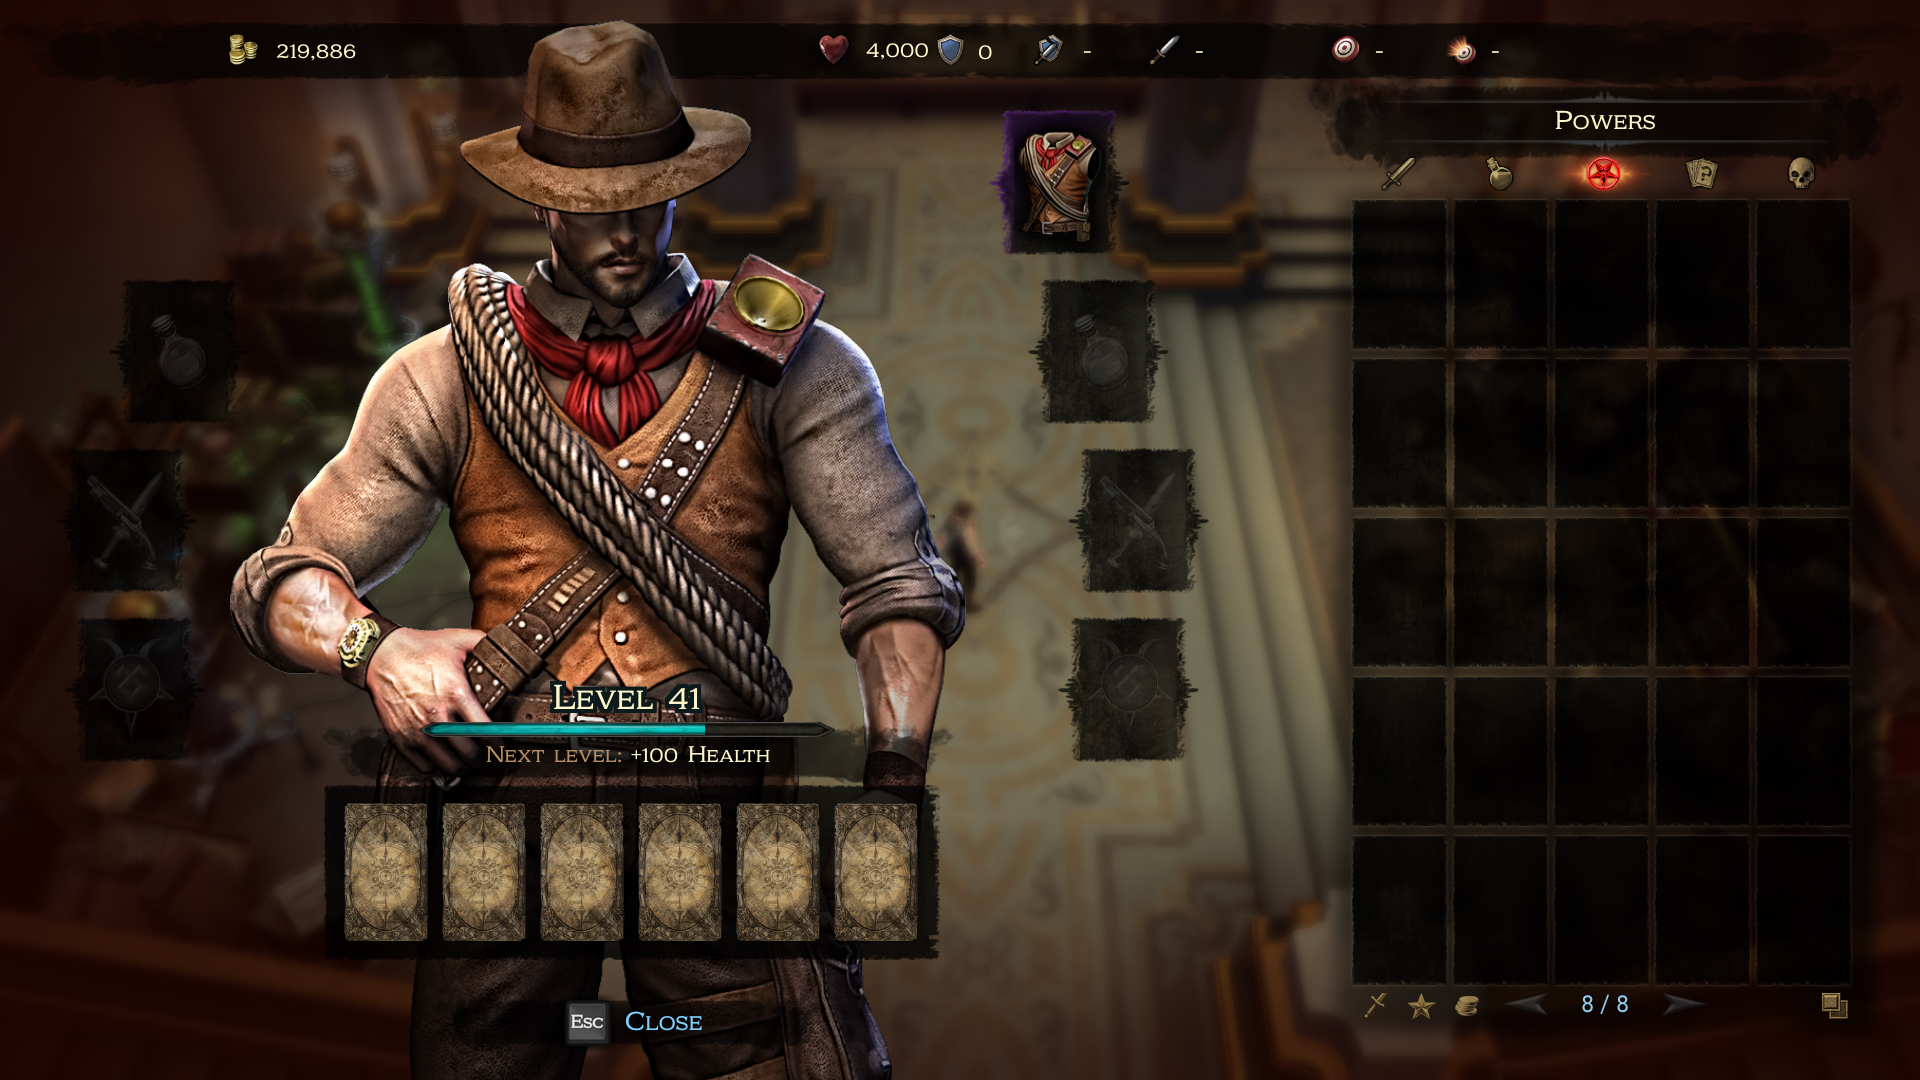 219,886
4,000
0
-
-
-
-
Powers
Level 41
Next level: +100 Health
8 / 8
Esc
Close